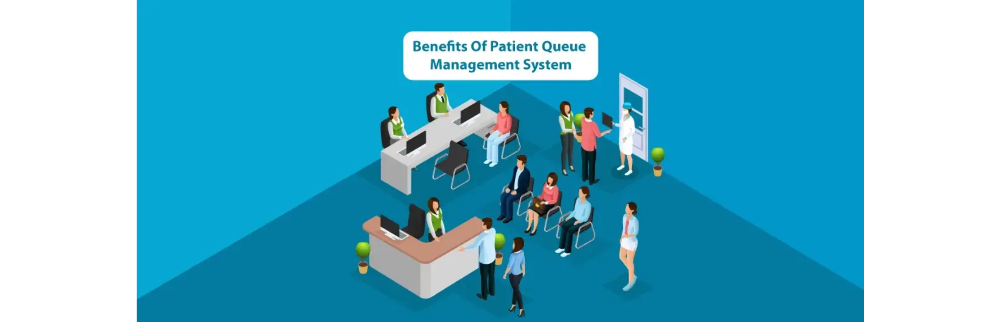 Benefits Of Patient Queue
Management System